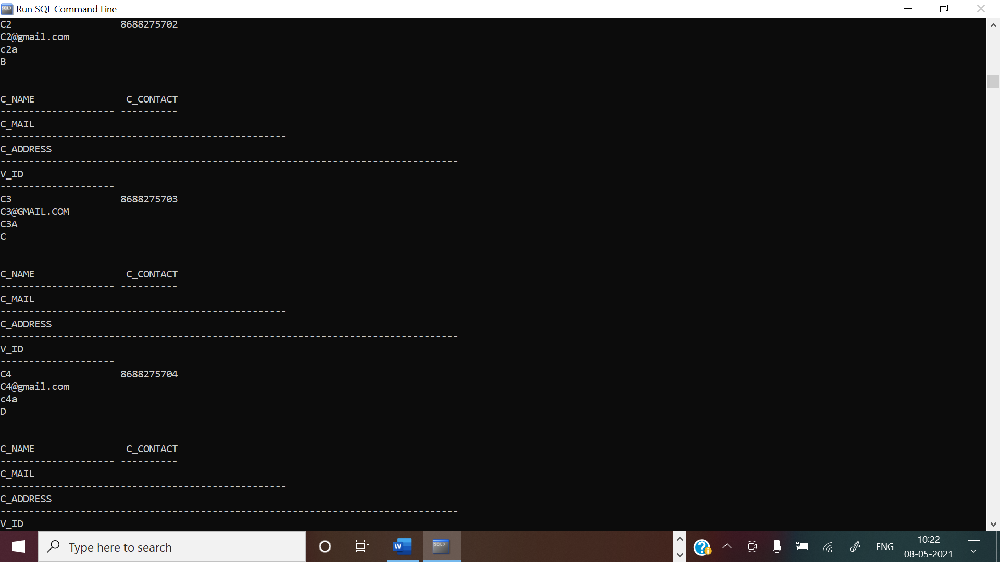 Run SQL Command Line
C2                   8688275702
C2@gmail.com
c2a
B
C_NAME                C_CONTACT
-------------------- ----------
C_MAIL
--------------------------------------------------
C_ADDRESS
--------------------------------------------------------------------------------
V_ID
--------------------
C3                   8688275703
C3@GMAIL.COM
C3A
C
C_NAME                C_CONTACT
-------------------- ----------
C_MAIL
--------------------------------------------------
C_ADDRESS
--------------------------------------------------------------------------------
V_ID
--------------------
C4                   8688275704
C4@gmail.com
c4a
D
C_NAME                C_CONTACT
-------------------- ----------
C_MAIL
--------------------------------------------------
C_ADDRESS
--------------------------------------------------------------------------------
V_ID
Type here to search
W
SQL>
ENG
10:22
08-05-2021